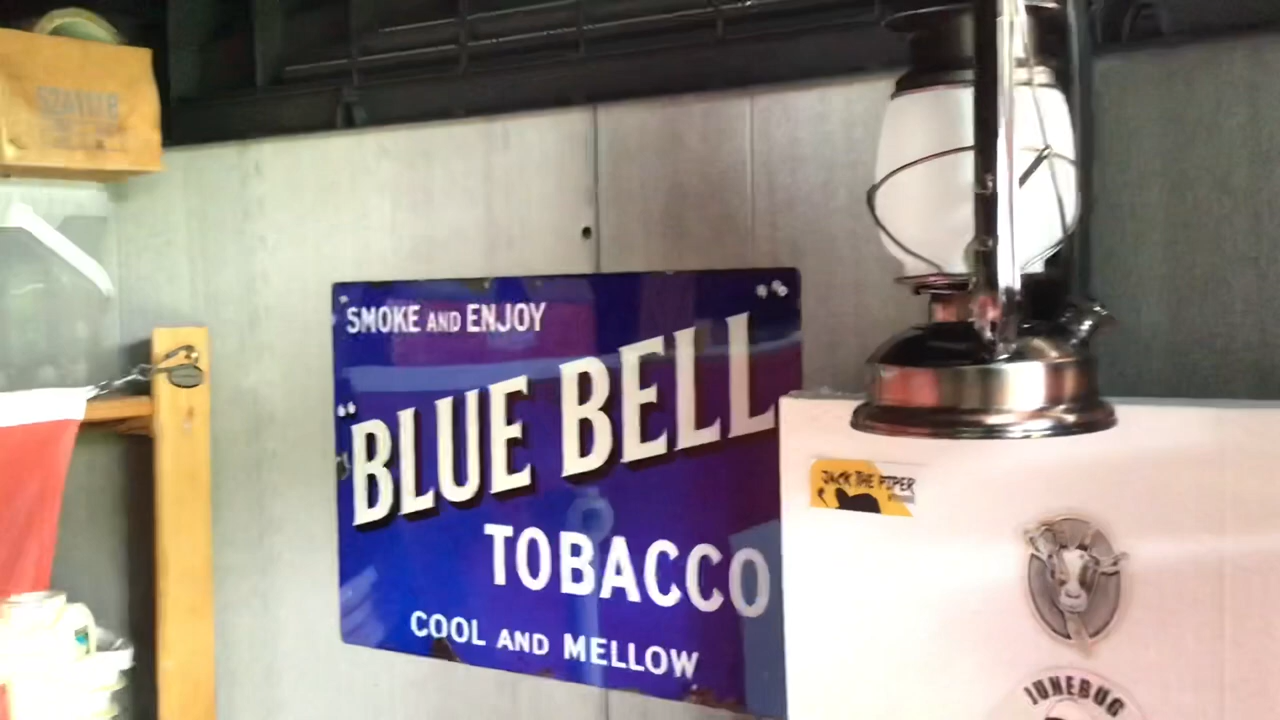 SMOKE AND ENJOY
"BLUE BELL"
TOBACCO
COOL AND MELLOW
JACK THE PIPER
JUNEBUG